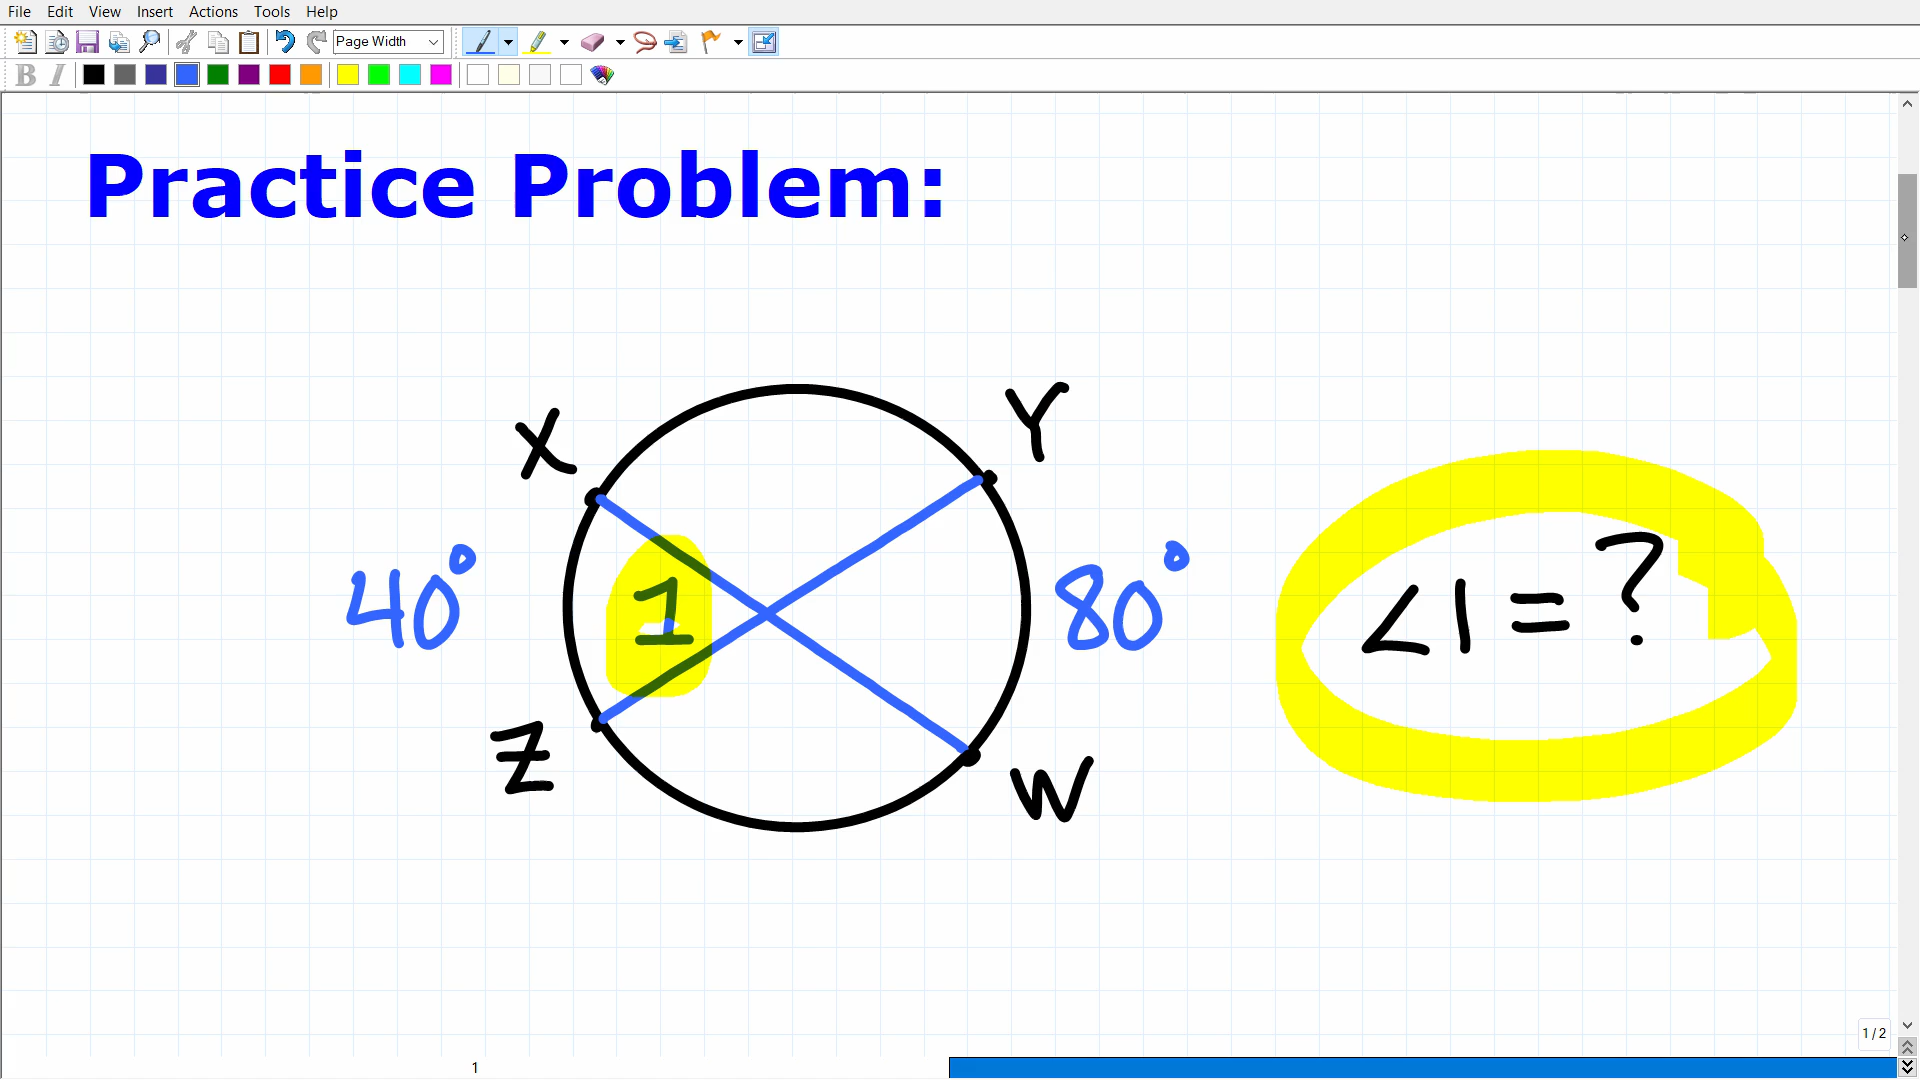 File Edit View Insert Actions Tools Help
Page Width
B I
Practice Problem:
X Y
40° 1 80° ∠1 = ?
Z W
1 / 2
1